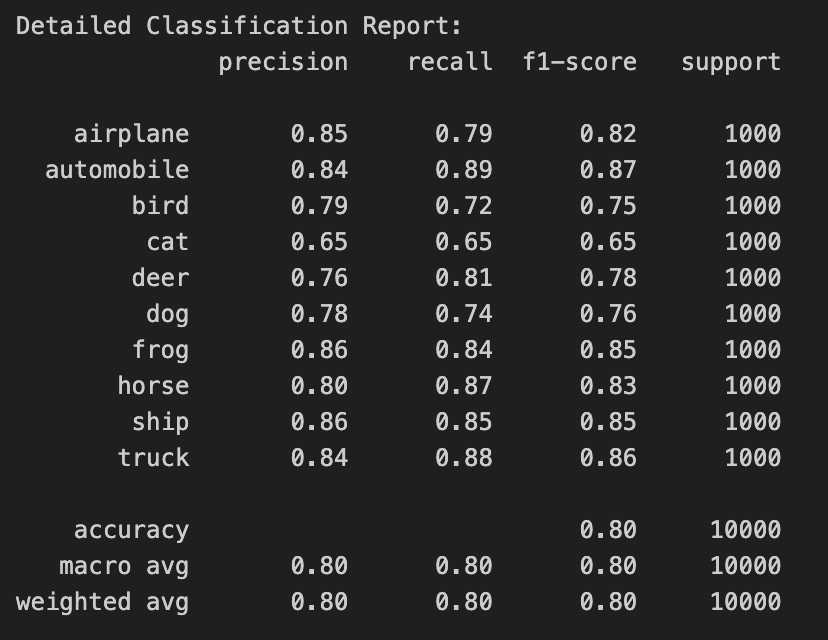 Detailed Classification Report:
precision recall f1-score support
airplane 0.85 0.79 0.82 1000
automobile 0.84 0.89 0.87 1000
bird 0.79 0.72 0.75 1000
cat 0.65 0.65 0.65 1000
deer 0.76 0.81 0.78 1000
dog 0.78 0.74 0.76 1000
frog 0.86 0.84 0.85 1000
horse 0.80 0.87 0.83 1000
ship 0.86 0.85 0.85 1000
truck 0.84 0.88 0.86 1000
accuracy 0.80 10000
macro avg 0.80 0.80 0.80 10000
weighted avg 0.80 0.80 0.80 10000